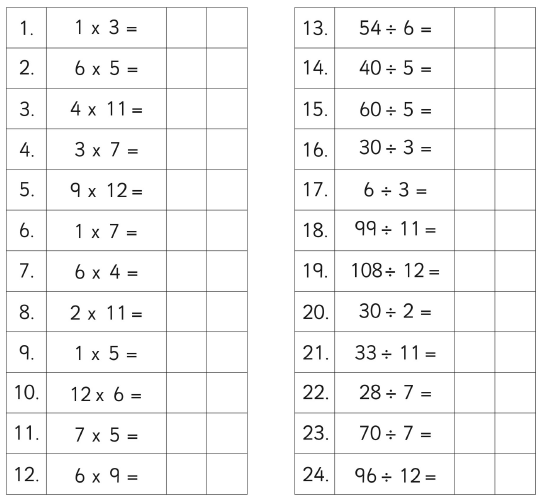 1. 1 x 3 =
2. 6 x 5 =
3. 4 x 11 =
4. 3 x 7 =
5. 9 x 12 =
6. 1 x 7 =
7. 6 x 4 =
8. 2 x 11 =
9. 1 x 5 =
10. 12 x 6 =
11. 7 x 5 =
12. 6 x 9 =
13. 54 ÷ 6 =
14. 40 ÷ 5 =
15. 60 ÷ 5 =
16. 30 ÷ 3 =
17. 6 ÷ 3 =
18. 99 ÷ 11 =
19. 108 ÷ 12 =
20. 30 ÷ 2 =
21. 33 ÷ 11 =
22. 28 ÷ 7 =
23. 70 ÷ 7 =
24. 96 ÷ 12 =